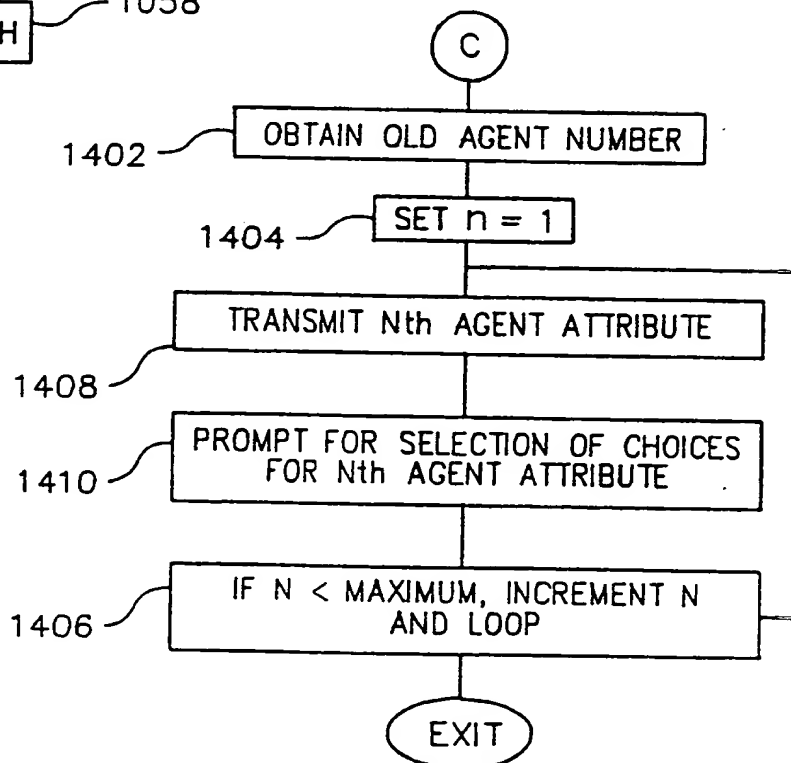 1058
H
C
1402
OBTAIN OLD AGENT NUMBER
1404
SET n = 1
TRANSMIT Nth AGENT ATTRIBUTE
1408
PROMPT FOR SELECTION OF CHOICES
FOR Nth AGENT ATTRIBUTE
1410
IF N < MAXIMUM, INCREMENT N
AND LOOP
1406
EXIT